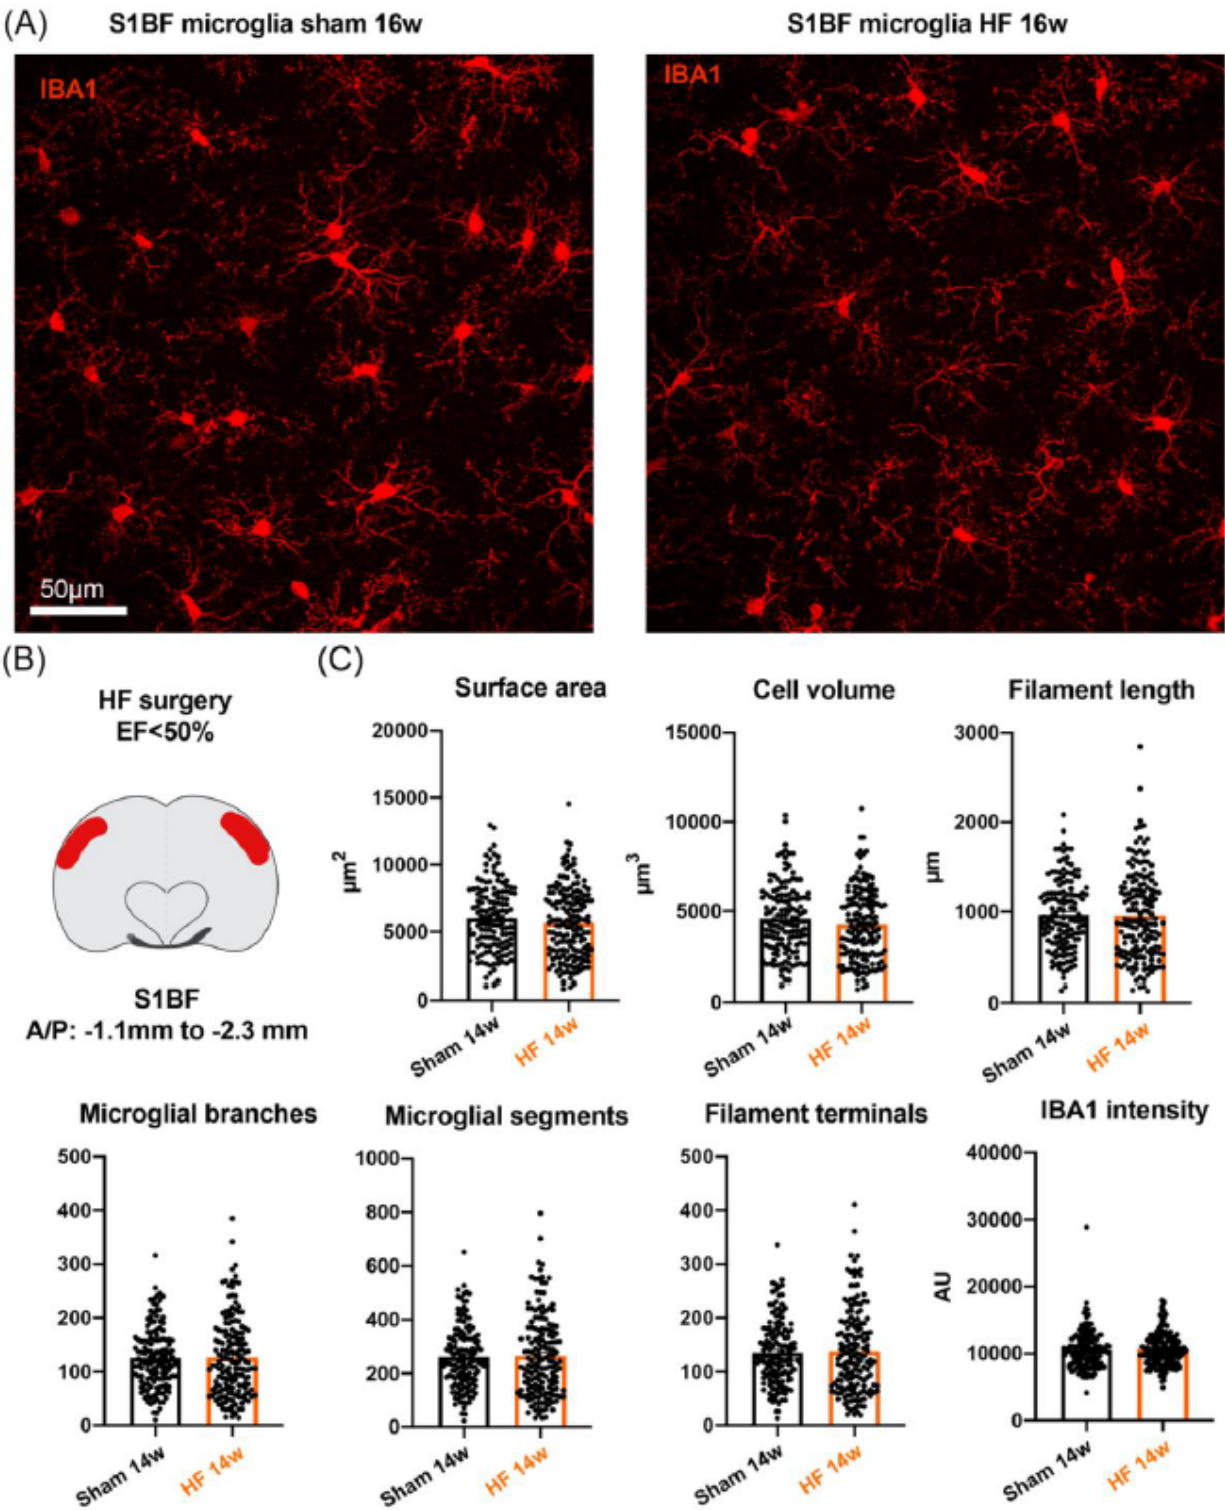 (A)
S1BF microglia sham 16w
S1BF microglia HF 16w
IBA1
IBA1
50µm
(B)
HF surgery
EF<50%
S1BF
A/P: -1.1mm to -2.3 mm
(C)
Surface area
20000
15000
10000
5000
0
µm²
Sham 14w
HF 14w
Cell volume
15000
10000
5000
0
µm³
Sham 14w
HF 14w
Filament length
3000
2000
1000
0
µm
Sham 14w
HF 14w
Microglial branches
500
400
300
200
100
0
Sham 14w
HF 14w
Microglial segments
1000
800
600
400
200
0
Sham 14w
HF 14w
Filament terminals
500
400
300
200
100
0
Sham 14w
HF 14w
IBA1 intensity
40000
30000
20000
10000
0
AU
Sham 14w
HF 14w